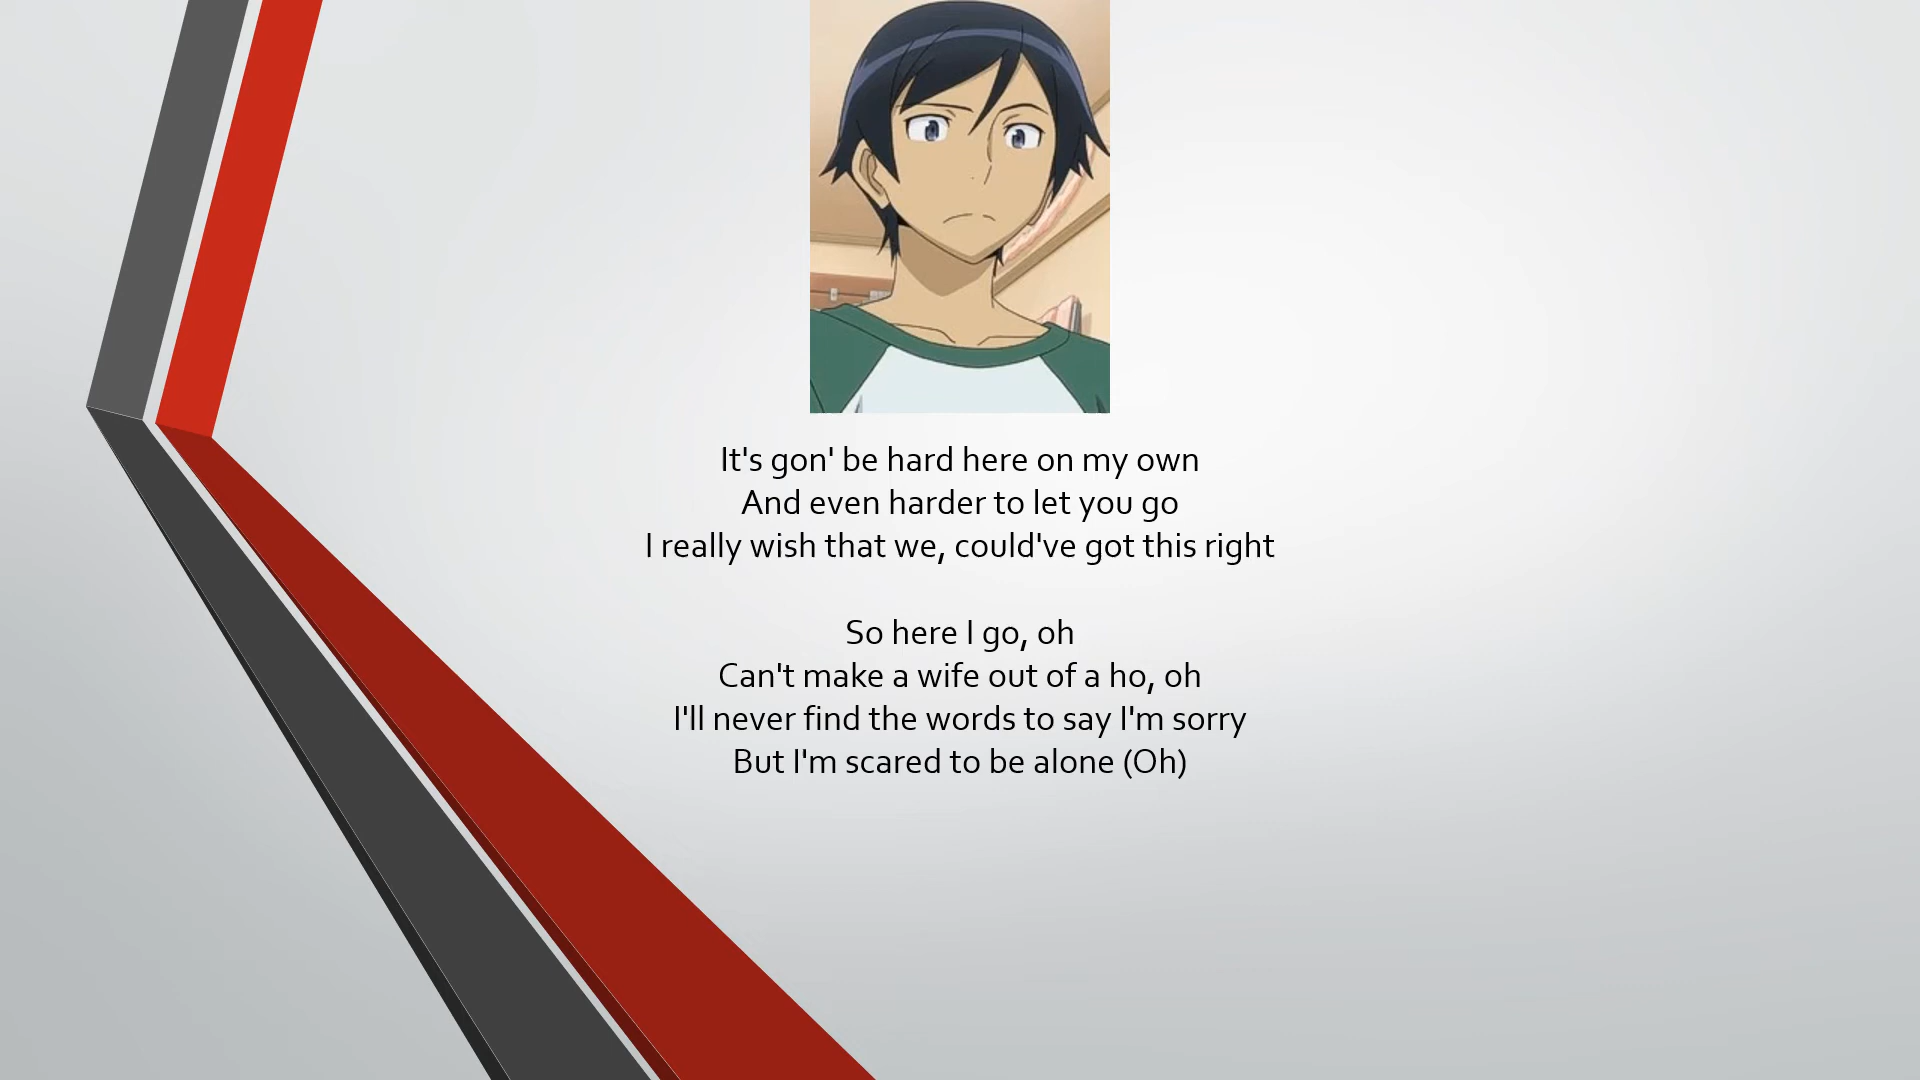 It's gon' be hard here on my own
And even harder to let you go
I really wish that we, could've got this right
So here I go, oh
Can't make a wife out of a ho, oh
I'll never find the words to say I'm sorry
But I'm scared to be alone (Oh)